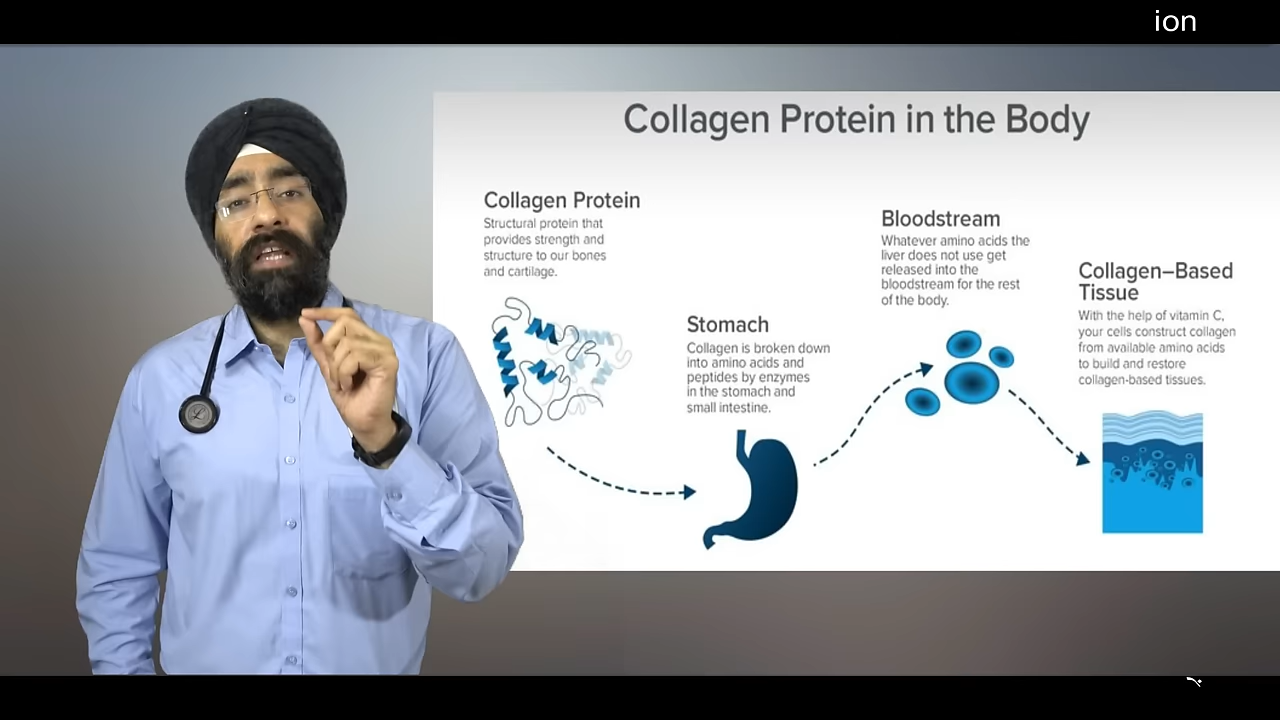 ion
Collagen Protein in the Body
Collagen Protein
Structural protein that
provides strength and
structure to our bones
and cartilage.
Stomach
Collagen is broken down
into amino acids and
peptides by enzymes
in the stomach and
small intestine.
Bloodstream
Whatever amino acids the
liver does not use get
released into the
bloodstream for the rest
of the body.
Collagen–Based
Tissue
With the help of vitamin C,
your cells construct collagen
from available amino acids
to build and restore
collagen-based tissues.